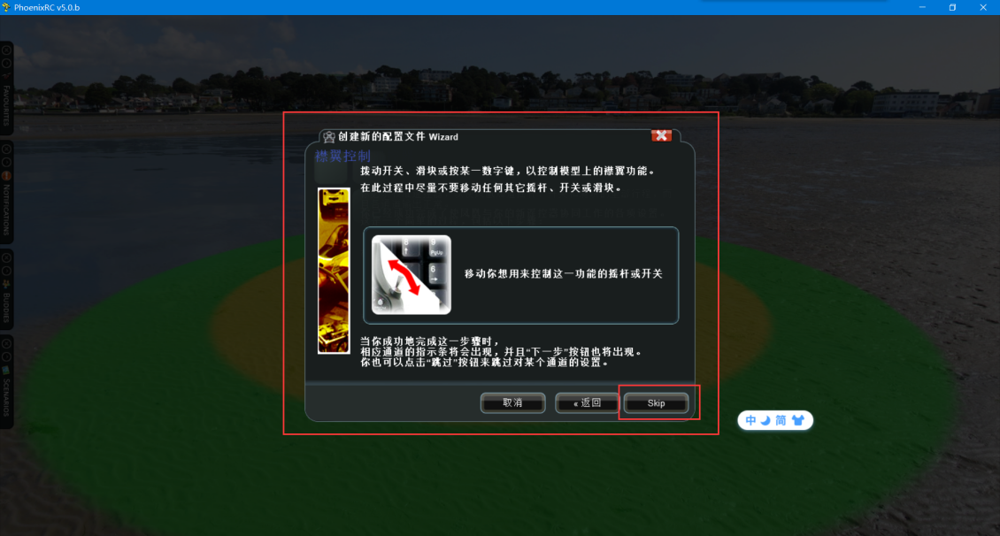 PhoenixRC v5.0.b
FAVOURITES
NOTIFICATIONS
BUDDIES
SCENARIOS
创建新的配置文件 Wizard
襟翼控制
拨动开关、滑块或按某一数字键，以控制模型上的襟翼功能。
在此过程中尽量不要移动任何其它摇杆、开关或滑块。
9
PgUp
6
移动你想用来控制这一功能的摇杆或开关
当你成功地完成这一步骤时，
相应通道的指示条将会出现，并且“下一步”按钮也将出现。
你也可以点击“跳过”按钮来跳过对某个通道的设置。
取消
« 返回
Skip
中 简